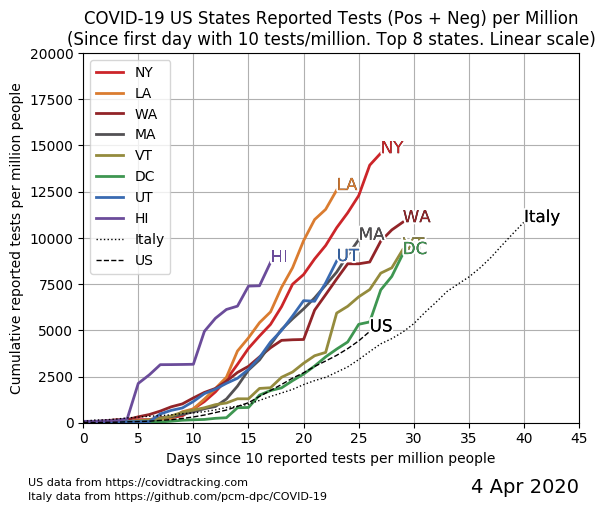 COVID-19 US States Reported Tests (Pos + Neg) per Million
(Since first day with 10 tests/million. Top 8 states. Linear scale)
Cumulative reported tests per million people
20000
17500
15000
12500
10000
7500
5000
2500
0
NY
LA
WA
MA
VT
DC
UT
HI
Italy
US
NY
LA
WA
Italy
MA
VT
DC
UT
HI
US
0 5 10 15 20 25 30 35 40 45
Days since 10 reported tests per million people
US data from https://covidtracking.com
Italy data from https://github.com/pcm-dpc/COVID-19
4 Apr 2020